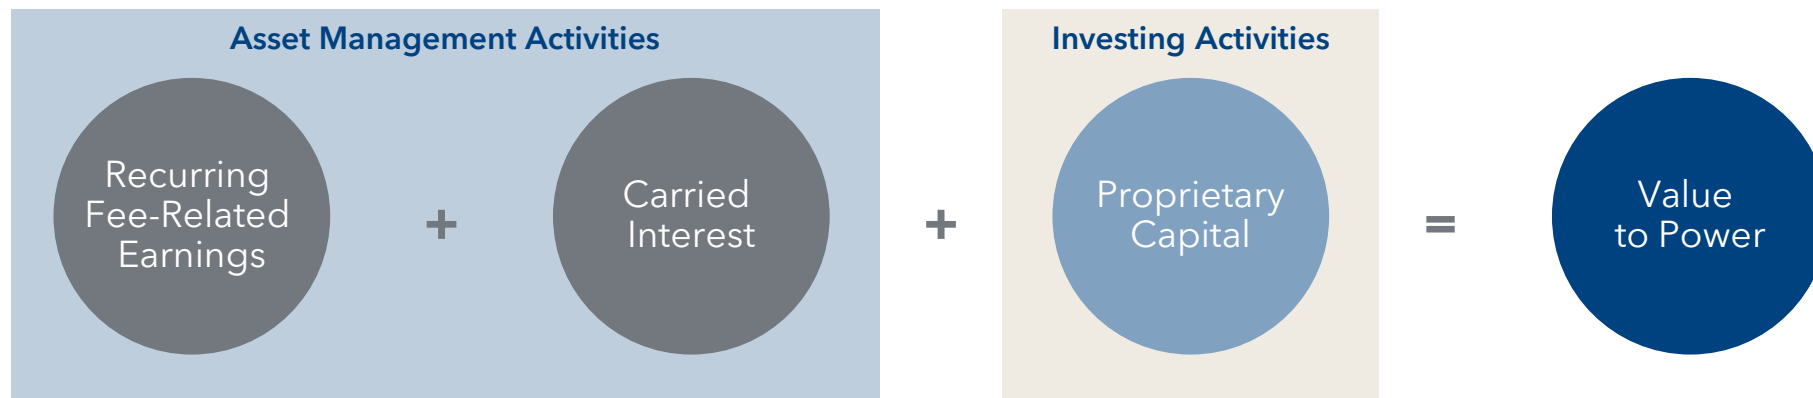 Asset Management Activities
Investing Activities
Recurring
Fee-Related
Earnings
+
Carried
Interest
+
Proprietary
Capital
=
Value
to Power